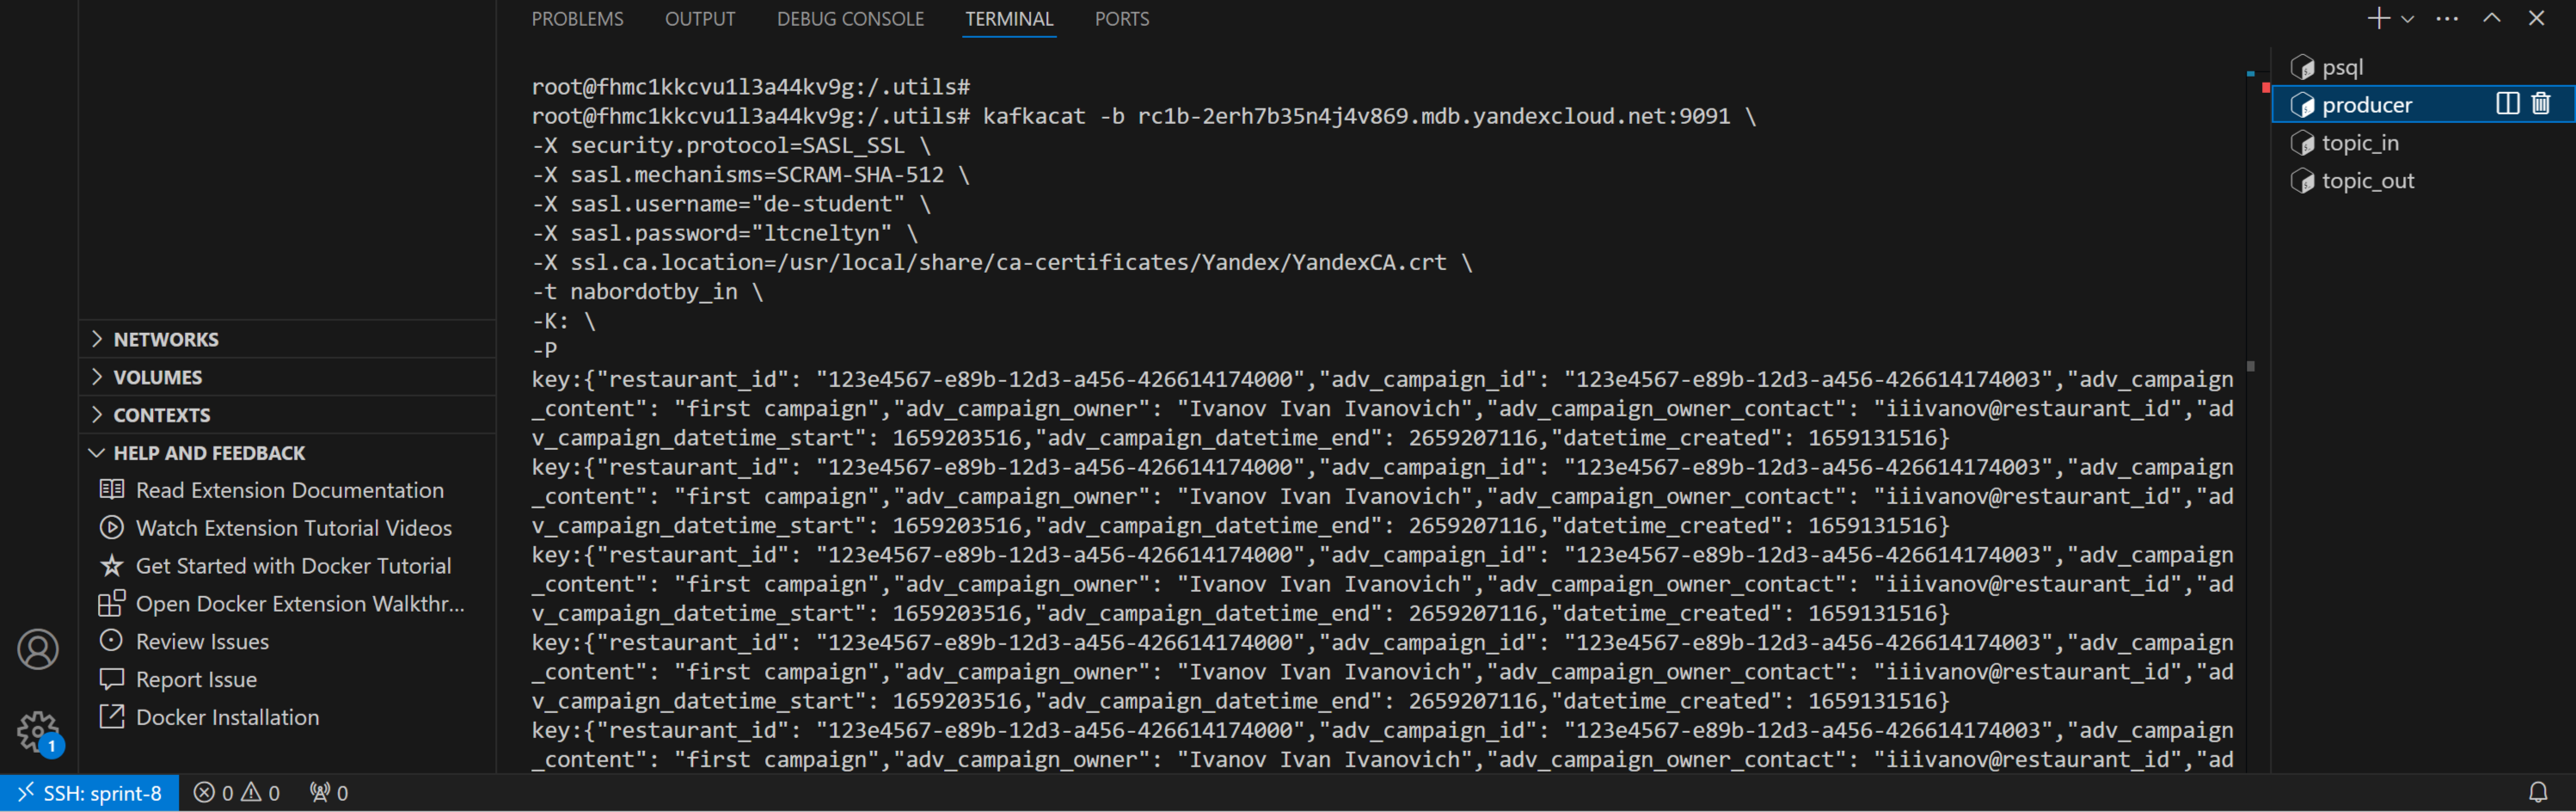 PROBLEMS OUTPUT DEBUG CONSOLE TERMINAL PORTS
root@fhmc1kkcvu1l3a44kv9g:/.utils#
root@fhmc1kkcvu1l3a44kv9g:/.utils# kafkacat -b rc1b-2erh7b35n4j4v869.mdb.yandexcloud.net:9091 \
-X security.protocol=SASL_SSL \
-X sasl.mechanisms=SCRAM-SHA-512 \
-X sasl.username="de-student" \
-X sasl.password="ltcneltyn" \
-X ssl.ca.location=/usr/local/share/ca-certificates/Yandex/YandexCA.crt \
-t nabordotby_in \
-K: \
-P
key:{"restaurant_id": "123e4567-e89b-12d3-a456-426614174000","adv_campaign_id": "123e4567-e89b-12d3-a456-426614174003","adv_campaign
_content": "first campaign","adv_campaign_owner": "Ivanov Ivan Ivanovich","adv_campaign_owner_contact": "iiivanov@restaurant_id","ad
v_campaign_datetime_start": 1659203516,"adv_campaign_datetime_end": 2659207116,"datetime_created": 1659131516}
key:{"restaurant_id": "123e4567-e89b-12d3-a456-426614174000","adv_campaign_id": "123e4567-e89b-12d3-a456-426614174003","adv_campaign
_content": "first campaign","adv_campaign_owner": "Ivanov Ivan Ivanovich","adv_campaign_owner_contact": "iiivanov@restaurant_id","ad
v_campaign_datetime_start": 1659203516,"adv_campaign_datetime_end": 2659207116,"datetime_created": 1659131516}
key:{"restaurant_id": "123e4567-e89b-12d3-a456-426614174000","adv_campaign_id": "123e4567-e89b-12d3-a456-426614174003","adv_campaign
_content": "first campaign","adv_campaign_owner": "Ivanov Ivan Ivanovich","adv_campaign_owner_contact": "iiivanov@restaurant_id","ad
v_campaign_datetime_start": 1659203516,"adv_campaign_datetime_end": 2659207116,"datetime_created": 1659131516}
key:{"restaurant_id": "123e4567-e89b-12d3-a456-426614174000","adv_campaign_id": "123e4567-e89b-12d3-a456-426614174003","adv_campaign
_content": "first campaign","adv_campaign_owner": "Ivanov Ivan Ivanovich","adv_campaign_owner_contact": "iiivanov@restaurant_id","ad
v_campaign_datetime_start": 1659203516,"adv_campaign_datetime_end": 2659207116,"datetime_created": 1659131516}
key:{"restaurant_id": "123e4567-e89b-12d3-a456-426614174000","adv_campaign_id": "123e4567-e89b-12d3-a456-426614174003","adv_campaign
_content": "first campaign","adv_campaign_owner": "Ivanov Ivan Ivanovich","adv_campaign_owner_contact": "iiivanov@restaurant_id","ad
psql
producer
topic_in
topic_out
NETWORKS
VOLUMES
CONTEXTS
HELP AND FEEDBACK
Read Extension Documentation
Watch Extension Tutorial Videos
Get Started with Docker Tutorial
Open Docker Extension Walkthr...
Review Issues
Report Issue
Docker Installation
1
SSH: sprint-8 0 0 0